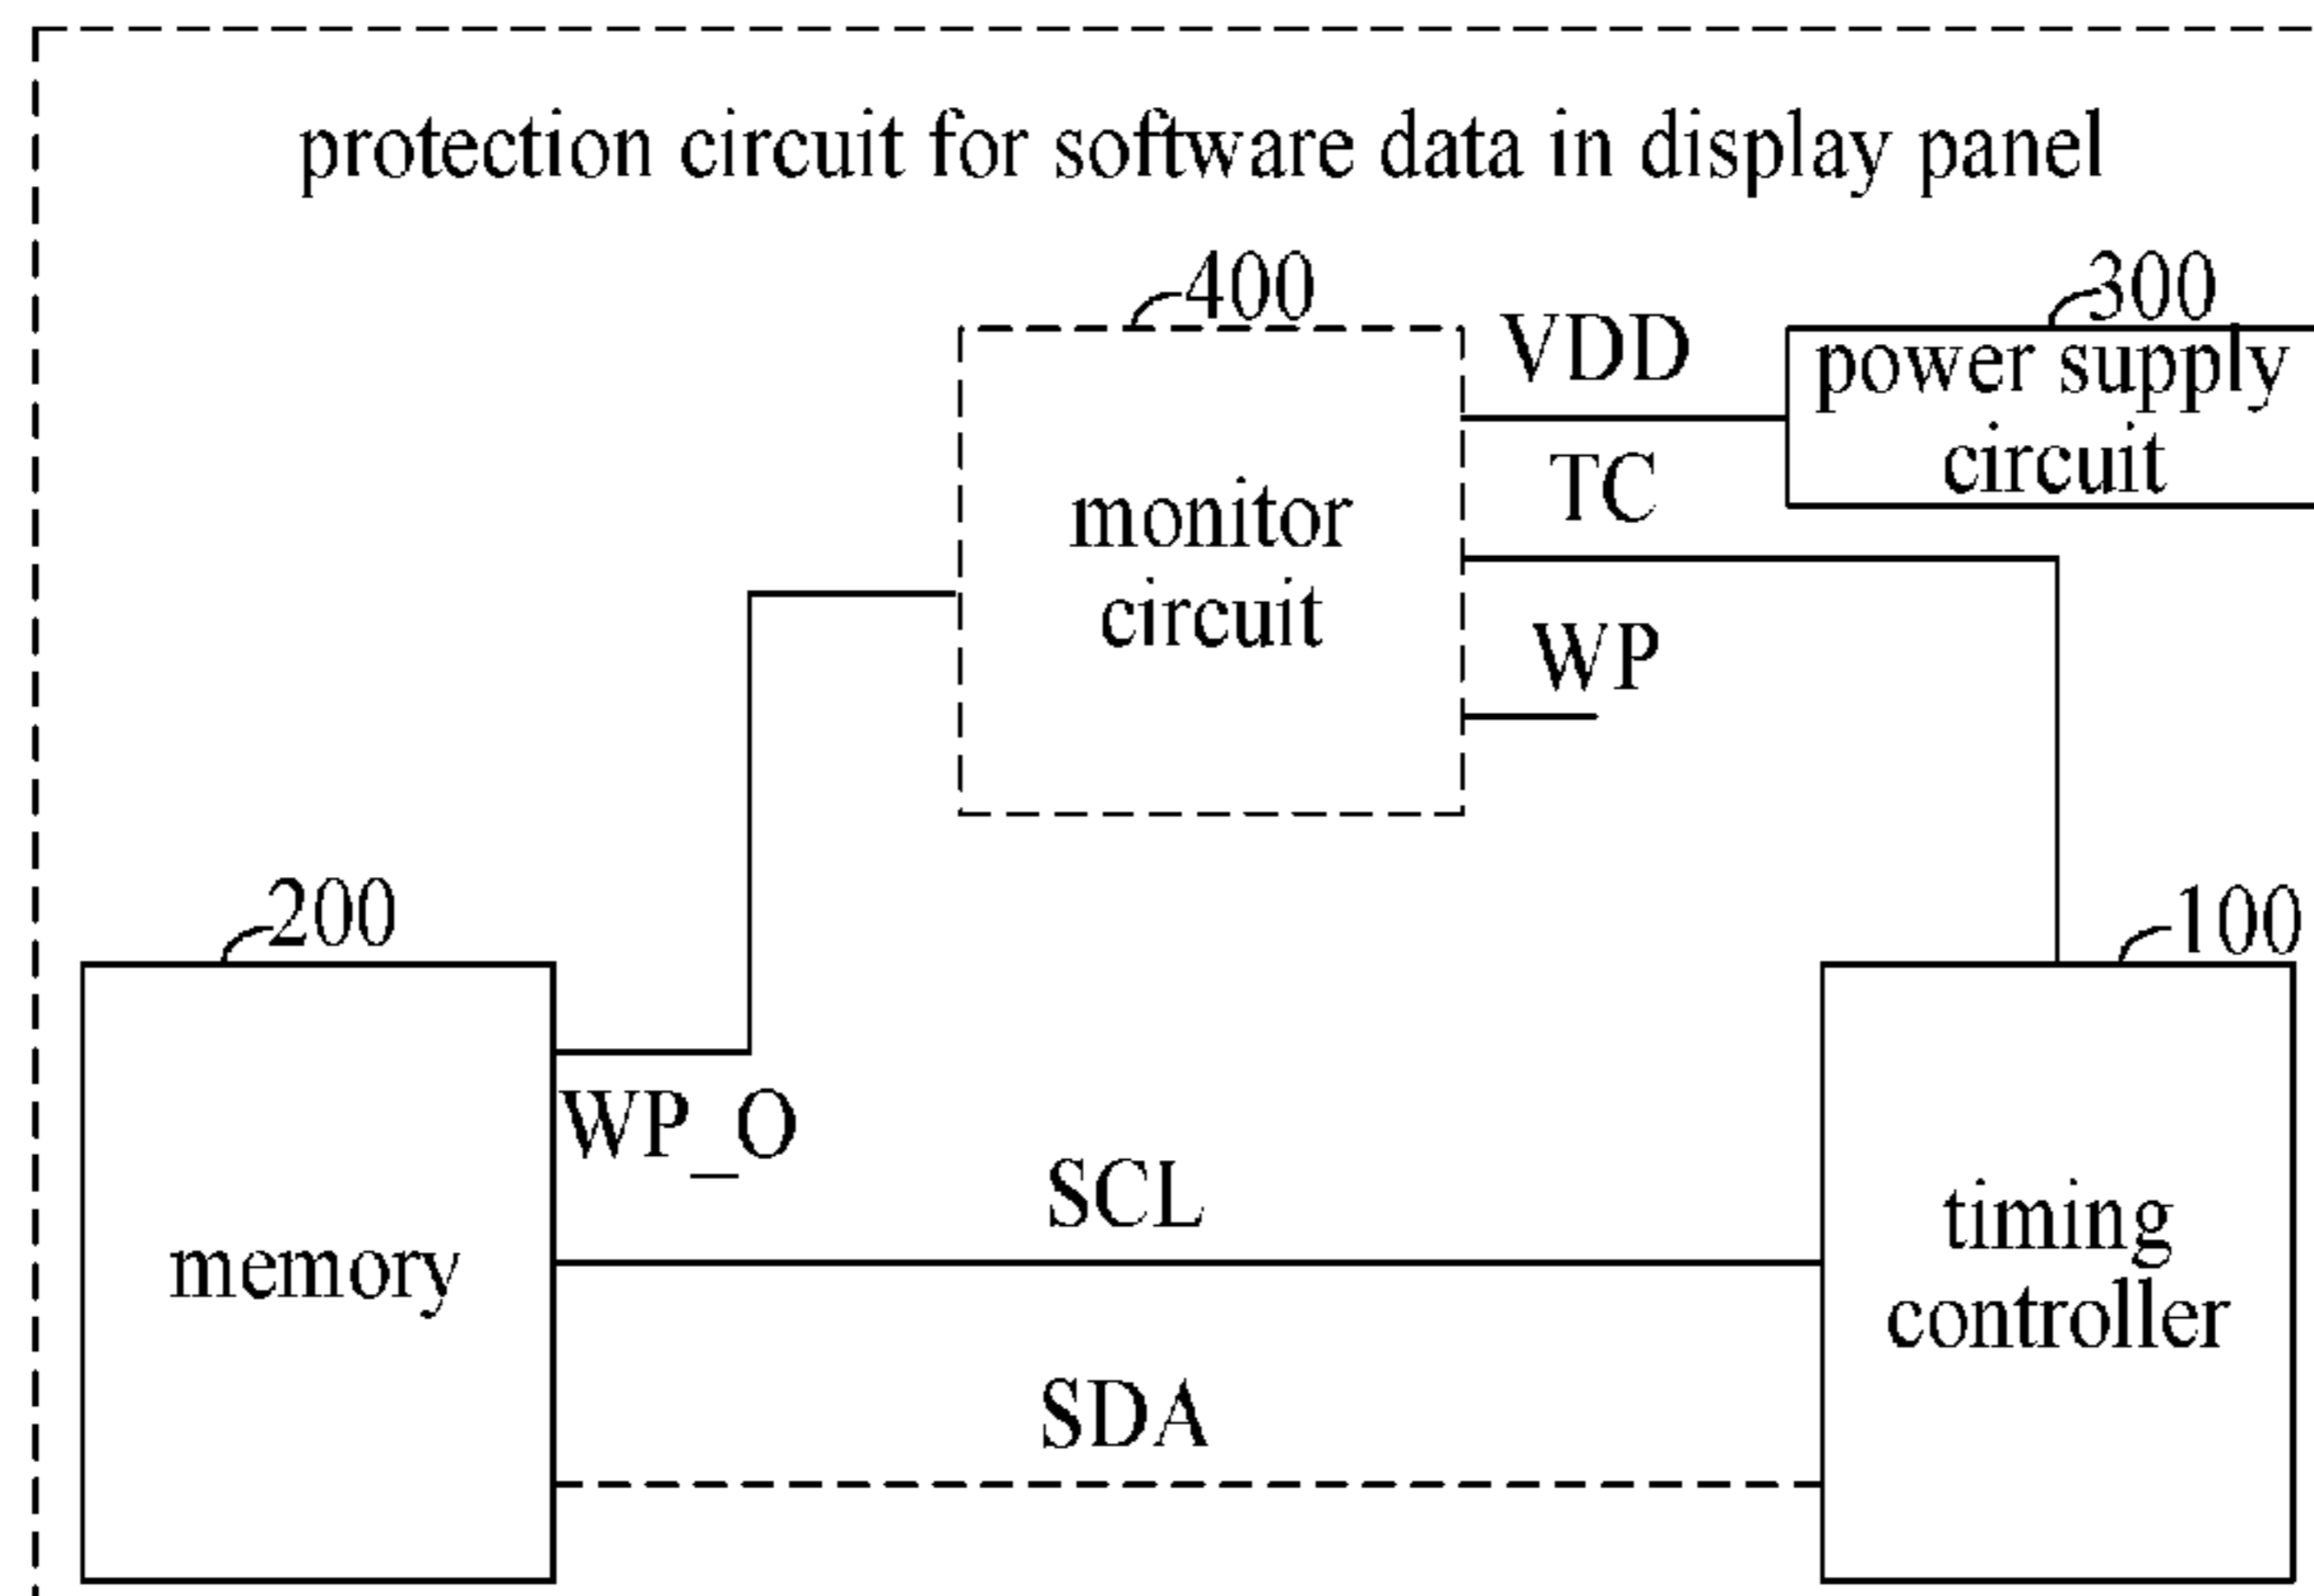 protection circuit for software data in display panel
400
300
VDD
power supply
circuit
TC
monitor
circuit
WP
200
100
WP_O
SCL
timing
controller
memory
SDA